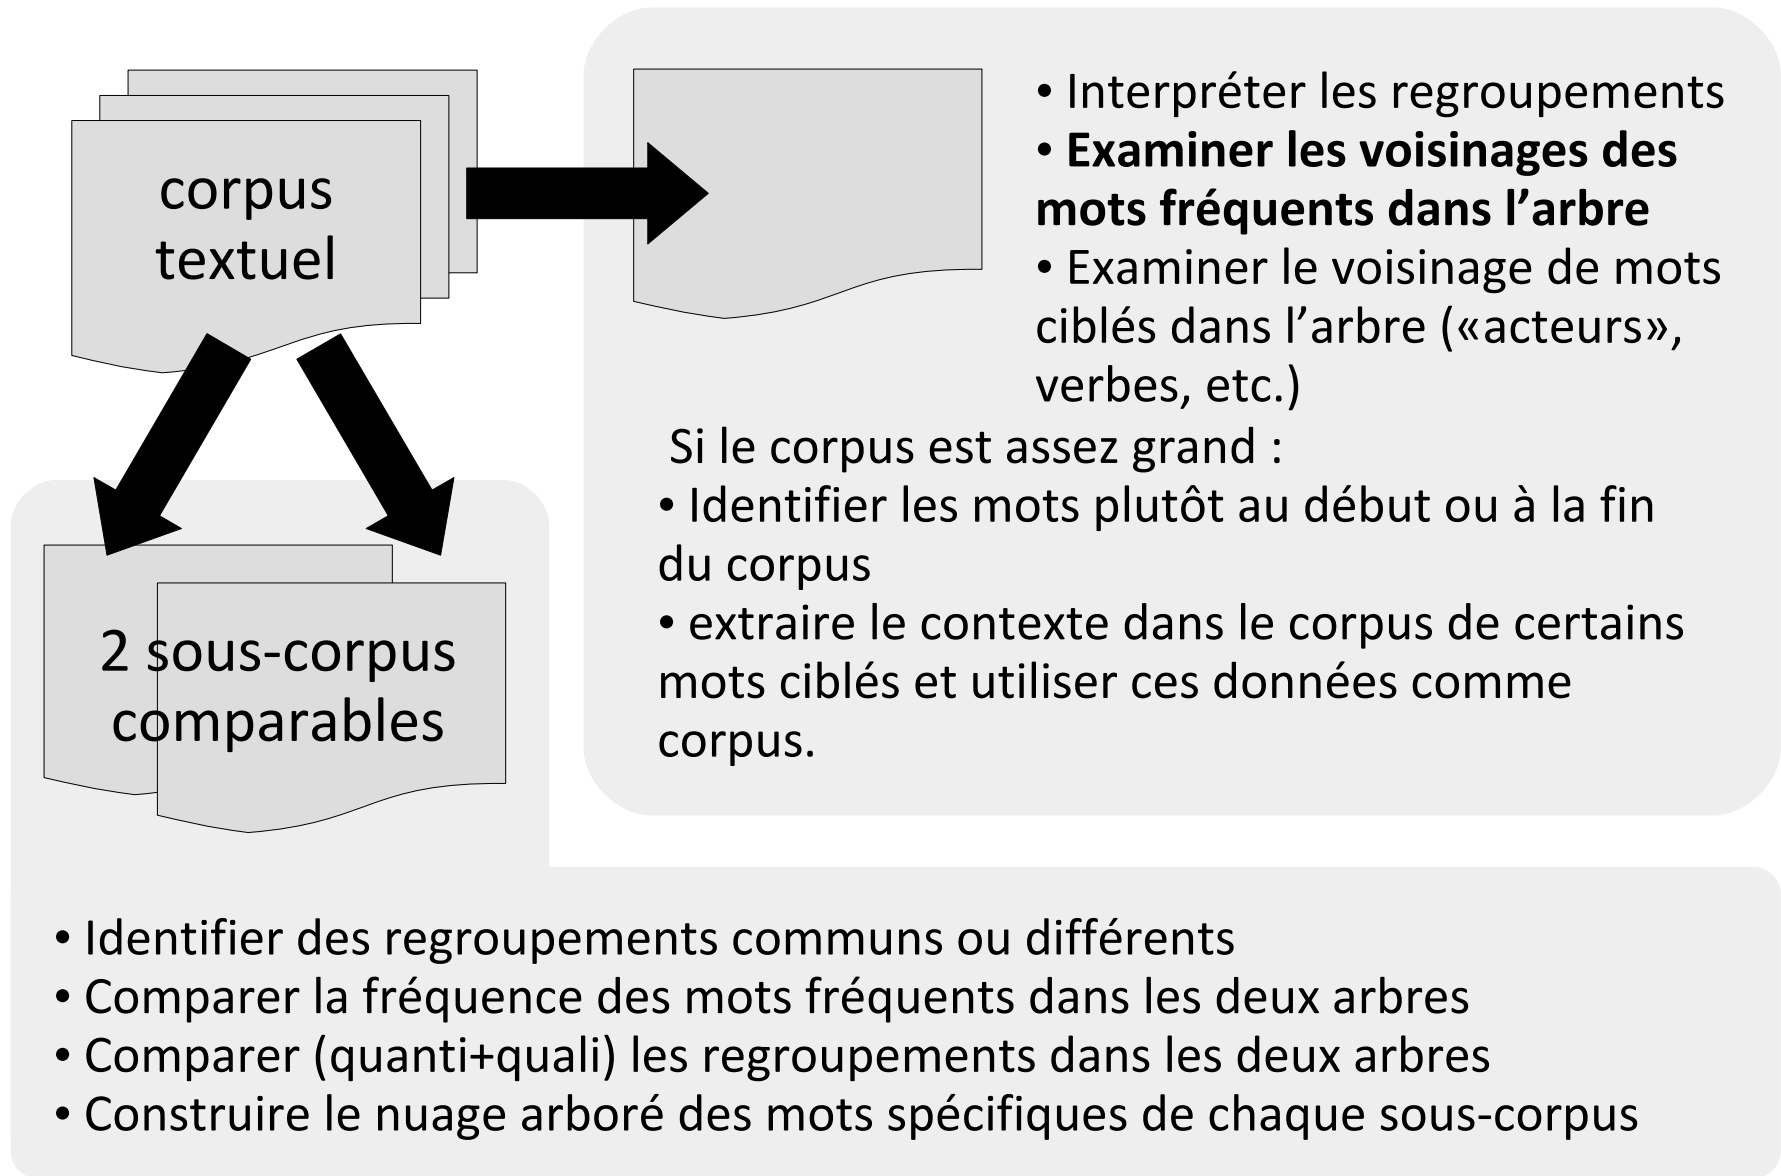 corpus
textuel
• Interpréter les regroupements
• Examiner les voisinages des
mots fréquents dans l’arbre
• Examiner le voisinage de mots
ciblés dans l’arbre («acteurs»,
verbes, etc.)
Si le corpus est assez grand :
• Identifier les mots plutôt au début ou à la fin
du corpus
• extraire le contexte dans le corpus de certains
mots ciblés et utiliser ces données comme
corpus.
2 sous-corpus
comparables
• Identifier des regroupements communs ou différents
• Comparer la fréquence des mots fréquents dans les deux arbres
• Comparer (quanti+quali) les regroupements dans les deux arbres
• Construire le nuage arboré des mots spécifiques de chaque sous-corpus